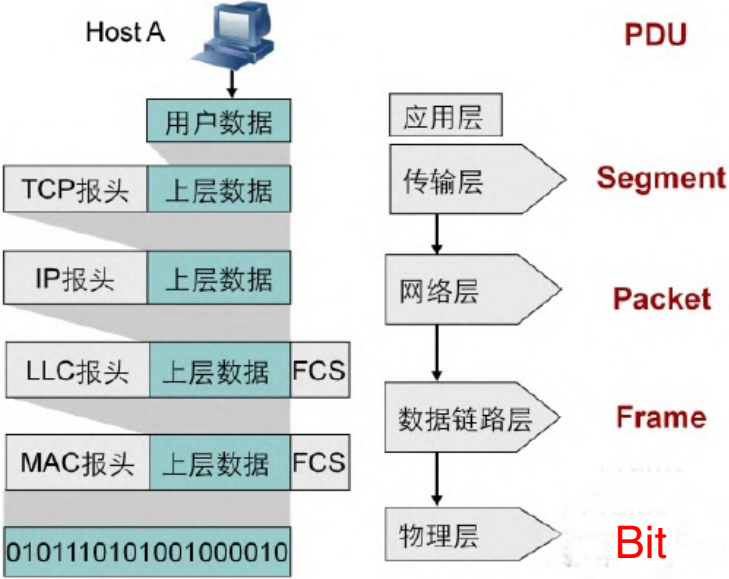 Host A
PDU
用户数据
应用层
TCP报头 上层数据
传输层
Segment
IP报头 上层数据
网络层
Packet
LLC报头 上层数据 FCS
数据链路层
Frame
MAC报头 上层数据 FCS
物理层
Bit
0101110101001000010